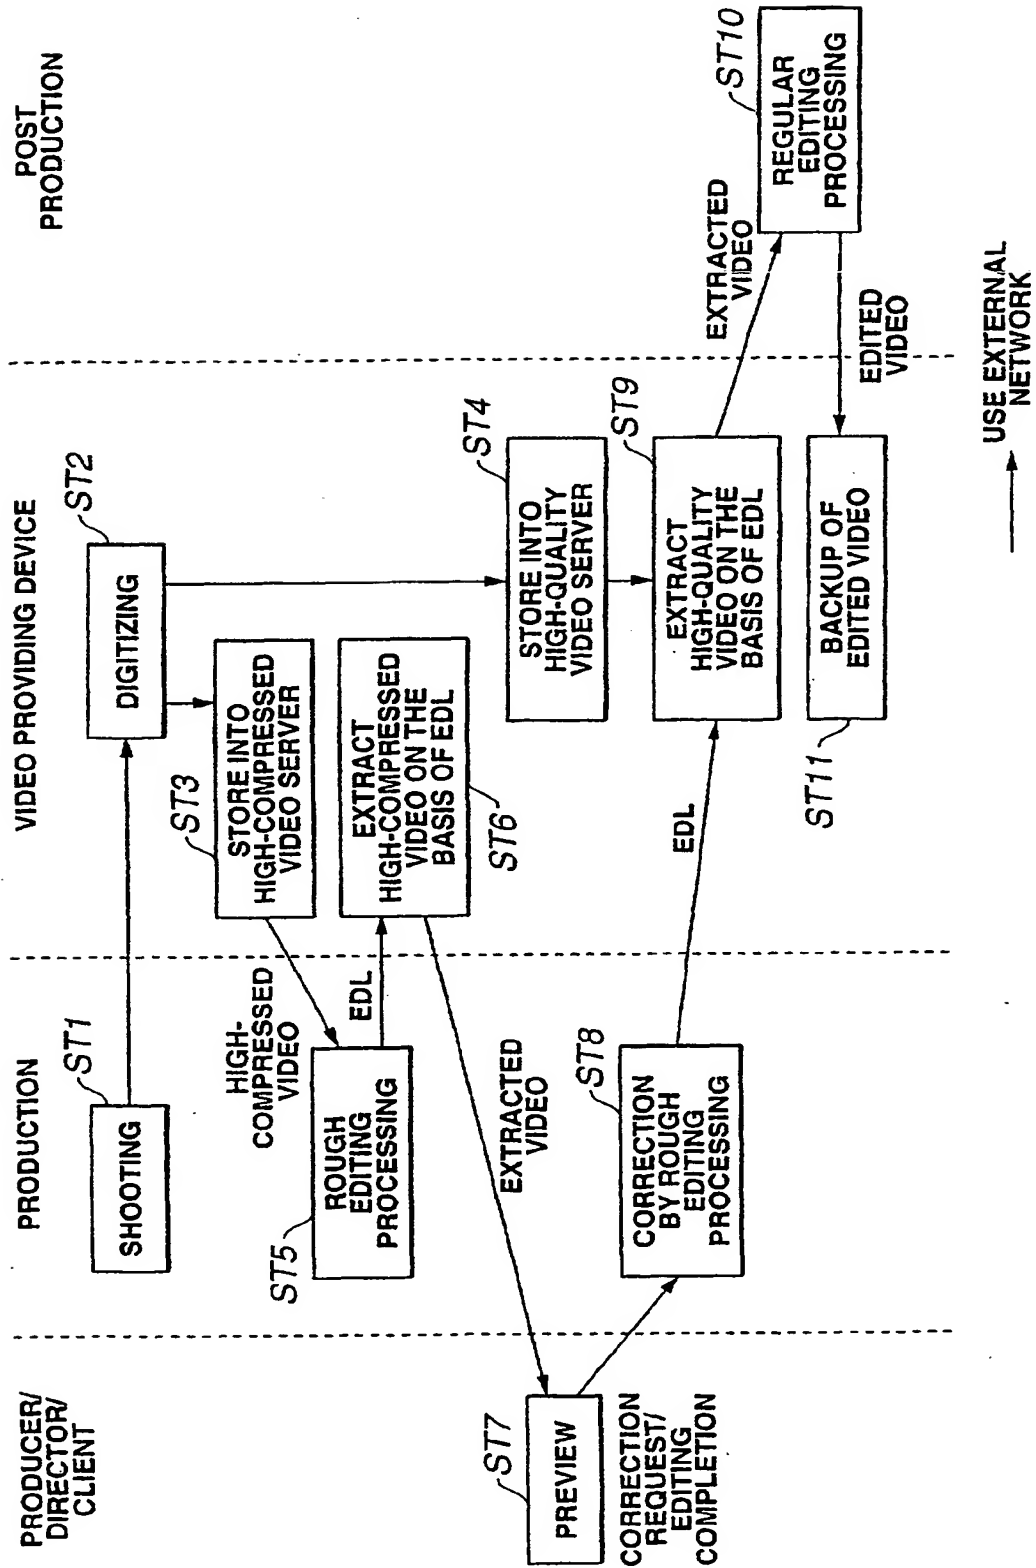 PRODUCER/
DIRECTOR/
CLIENT
PRODUCTION
VIDEO PROVIDING DEVICE
POST
PRODUCTION
ST1
SHOOTING
ST2
DIGITIZING
ST3
STORE INTO
HIGH-COMPRESSED
VIDEO SERVER
HIGH-
COMPRESSED
VIDEO
ST5
ROUGH
EDITING
PROCESSING
EDL
EXTRACT
HIGH-COMPRESSED
VIDEO ON THE
BASIS OF EDL
ST6
EXTRACTED
VIDEO
ST4
STORE INTO
HIGH-QUALITY
VIDEO SERVER
ST7
PREVIEW
CORRECTION
REQUEST/
EDITING
COMPLETION
ST8
CORRECTION
BY ROUGH
EDITING
PROCESSING
EDL
ST9
EXTRACT
HIGH-QUALITY
VIDEO ON THE
BASIS OF EDL
EXTRACTED
VIDEO
ST10
REGULAR
EDITING
PROCESSING
EDITED
VIDEO
BACKUP OF
EDITED VIDEO
ST11
USE EXTERNAL
NETWORK